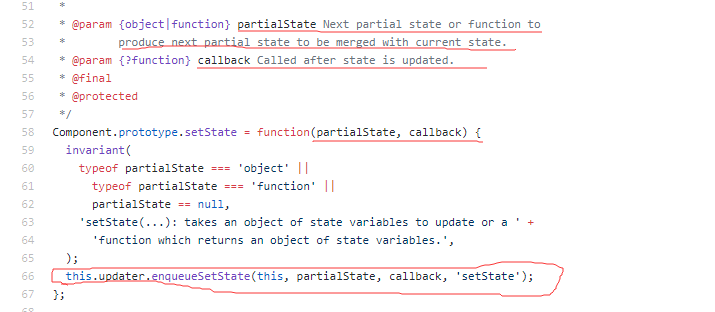 51 *
52 * @param {object|function} partialState Next partial state or function to
53 * produce next partial state to be merged with current state.
54 * @param {?function} callback Called after state is updated.
55 * @final
56 * @protected
57 */
58 Component.prototype.setState = function(partialState, callback) {
59 invariant(
60 typeof partialState === 'object' ||
61 typeof partialState === 'function' ||
62 partialState == null,
63 'setState(...): takes an object of state variables to update or a ' +
64 'function which returns an object of state variables.',
65 );
66 this.updater.enqueueSetState(this, partialState, callback, 'setState');
67 };
68